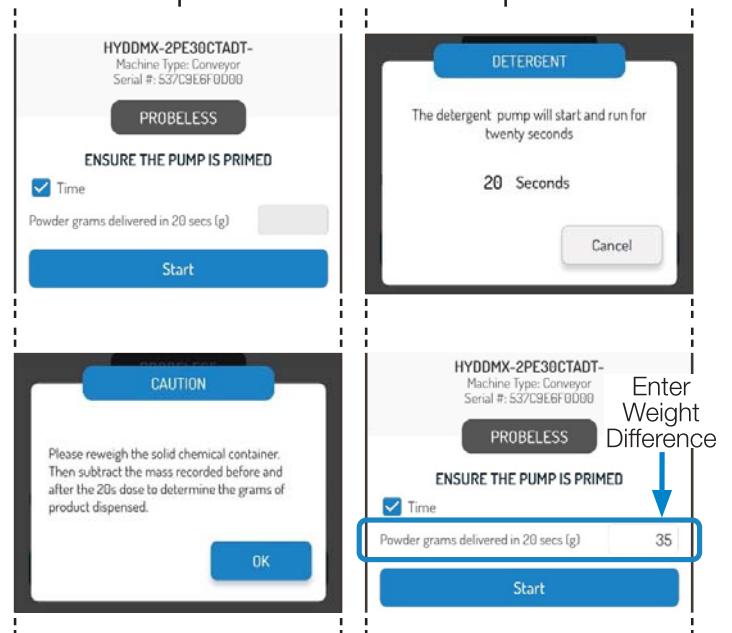 HYDDMX-2PE30CTADT-
Machine Type: Conveyor
Serial #: 537C9E6F0D00
PROBELESS
ENSURE THE PUMP IS PRIMED
Time
Powder grams delivered in 20 secs (g)
Start
DETERGENT
The detergent pump will start and run for
twenty seconds
20 Seconds
Cancel
CAUTION
Please reweigh the solid chemical container.
Then subtract the mass recorded before and
after the 20s dose to determine the grams of
product dispensed.
OK
HYDDMX-2PE30CTADT-
Machine Type: Conveyor
Serial #: 537C9E6F0D00
PROBELESS
Enter
Weight
Difference
ENSURE THE PUMP IS PRIMED
Time
Powder grams delivered in 20 secs (g) 35
Start